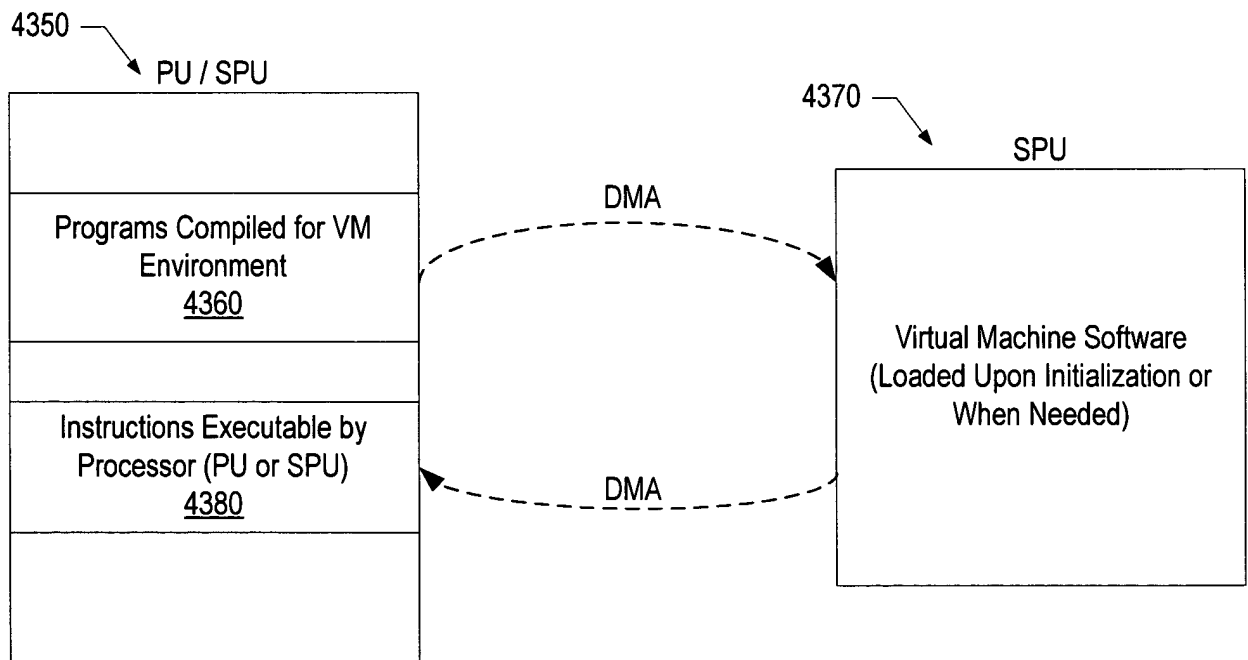 4350
PU / SPU
4370
SPU
DMA
Programs Compiled for VM
Environment
4360
Virtual Machine Software
(Loaded Upon Initialization or
When Needed)
Instructions Executable by
Processor (PU or SPU)
4380
DMA